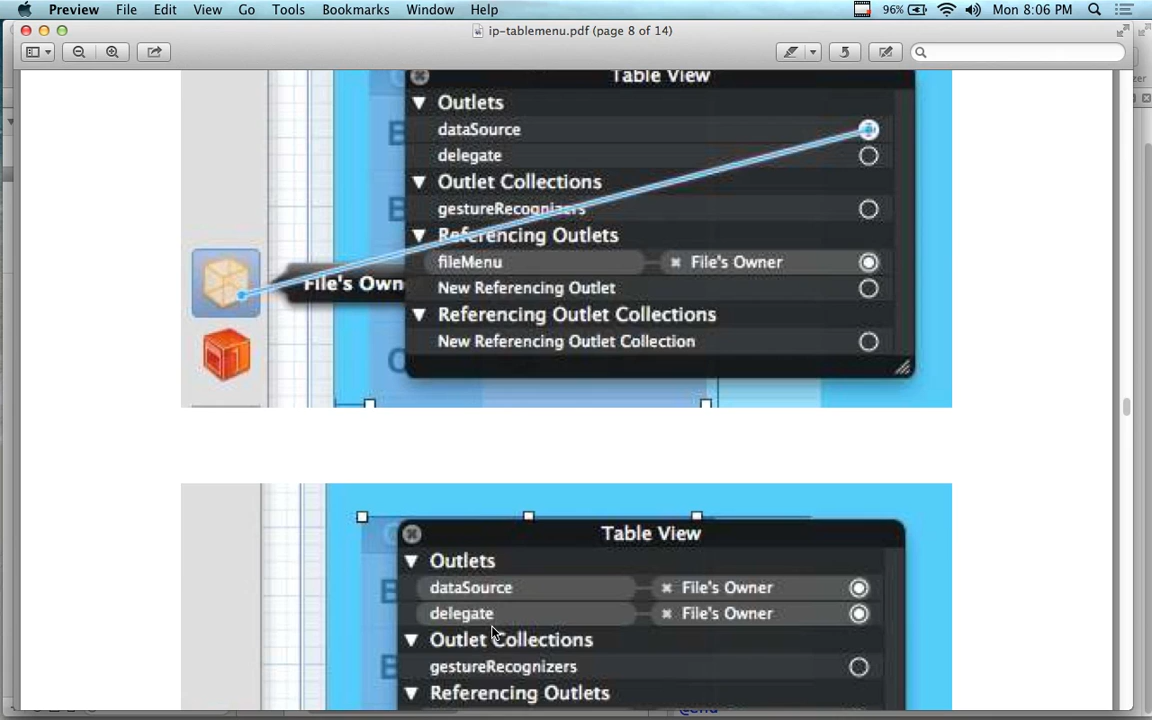 Preview File Edit View Go Tools Bookmarks Window Help 96% Mon 8:06 PM
ip-tablemenu.pdf (page 8 of 14)
Table View
Outlets
dataSource
delegate
Outlet Collections
gestureRecognizers
Referencing Outlets
fileMenu File's Owner
File's Own
New Referencing Outlet
Referencing Outlet Collections
New Referencing Outlet Collection
Table View
Outlets
dataSource File's Owner
delegate File's Owner
Outlet Collections
gestureRecognizers
Referencing Outlets
@end